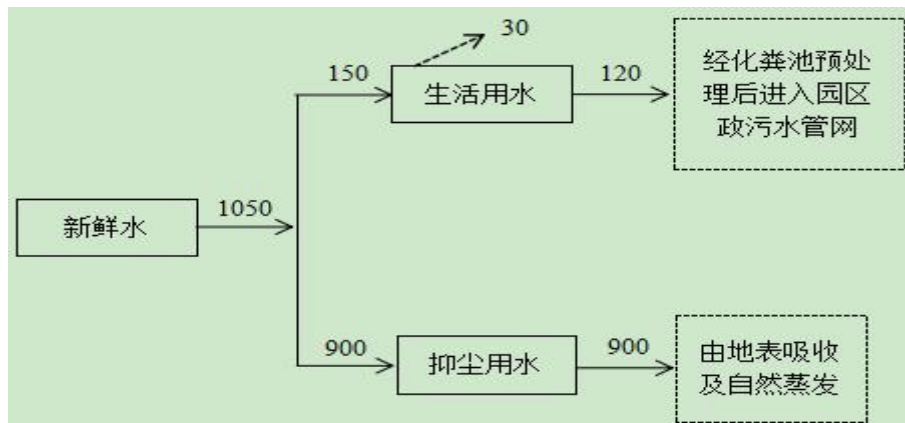 30
150
生活用水
120
经化粪池预处
理后进入园区
政污水管网
新鲜水
1050
900
抑尘用水
900
由地表吸收
及自然蒸发